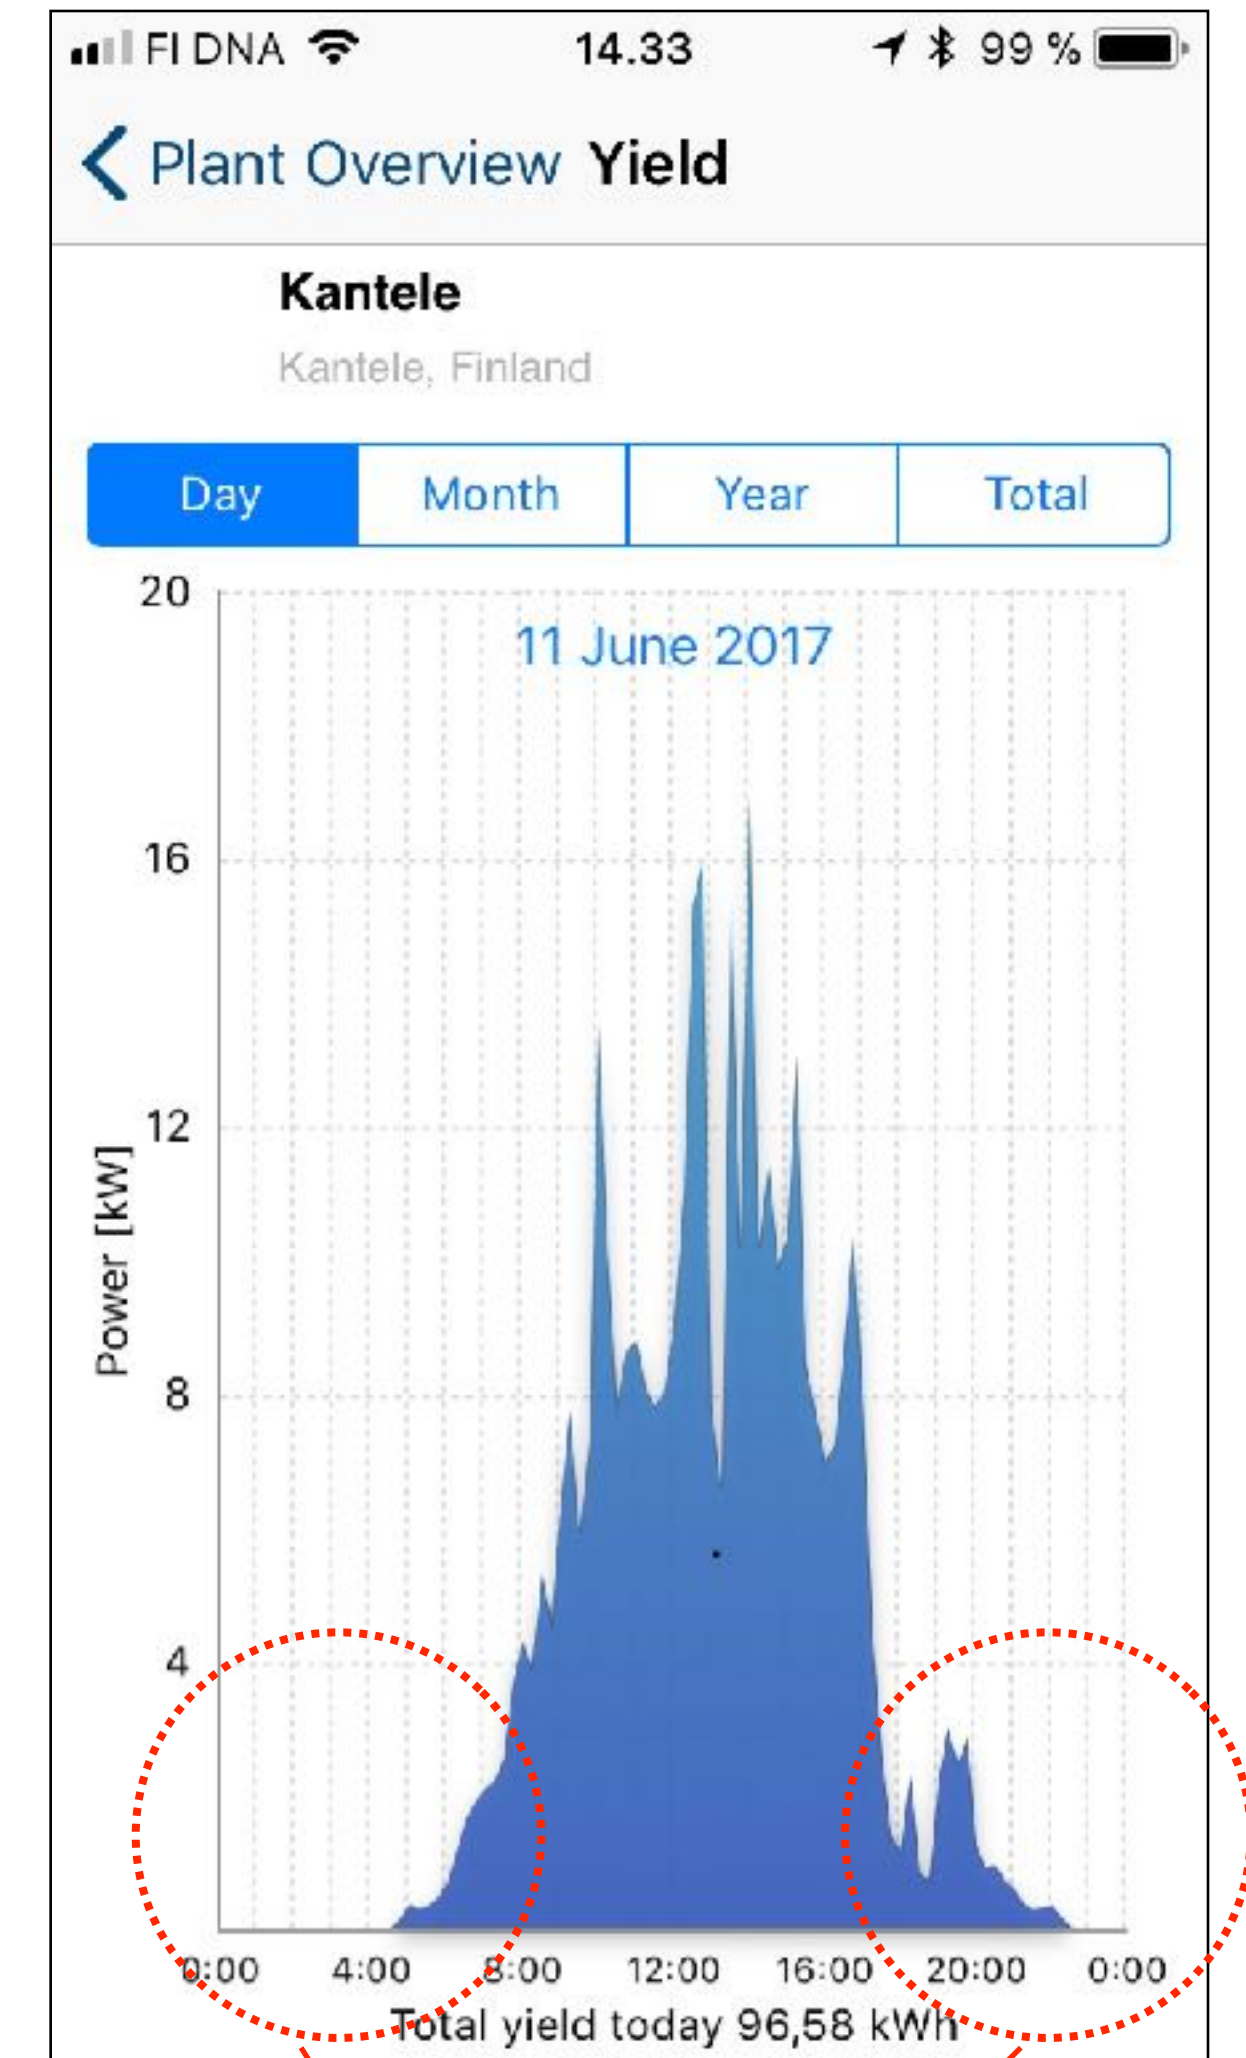 FI DNA 14.33 99 %
Plant Overview Yield
Kantele
Kantele, Finland
Day Month Year Total
20
11 June 2017
16
12
Power [kW]
8
4
0:00 4:00 8:00 12:00 16:00 20:00 0:00
Total yield today 96,58 kWh